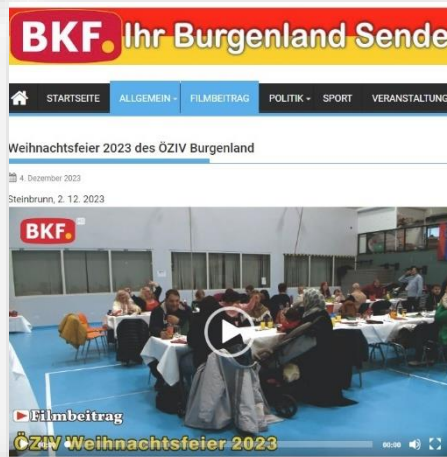 BKF. Ihr Burgenland Sende
STARTSEITE ALLGEMEIN FILMBEITRAG POLITIK SPORT VERANSTALTUNG
Weihnachtsfeier 2023 des ÖZIV Burgenland
4. Dezember 2023
Steinbrunn, 2. 12. 2023
BKF.
Filmbeitrag
ÖZIV Weihnachtsfeier 2023
00:00